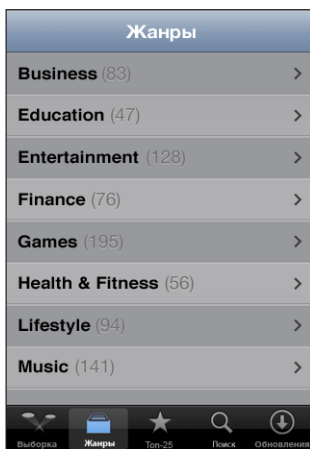 Жанры
Business (83)
Education (47)
Entertainment (128)
Finance (76)
Games (195)
Health & Fitness (56)
Lifestyle (94)
Music (141)
Выборка Жанры Топ-25 Поиск Обновления